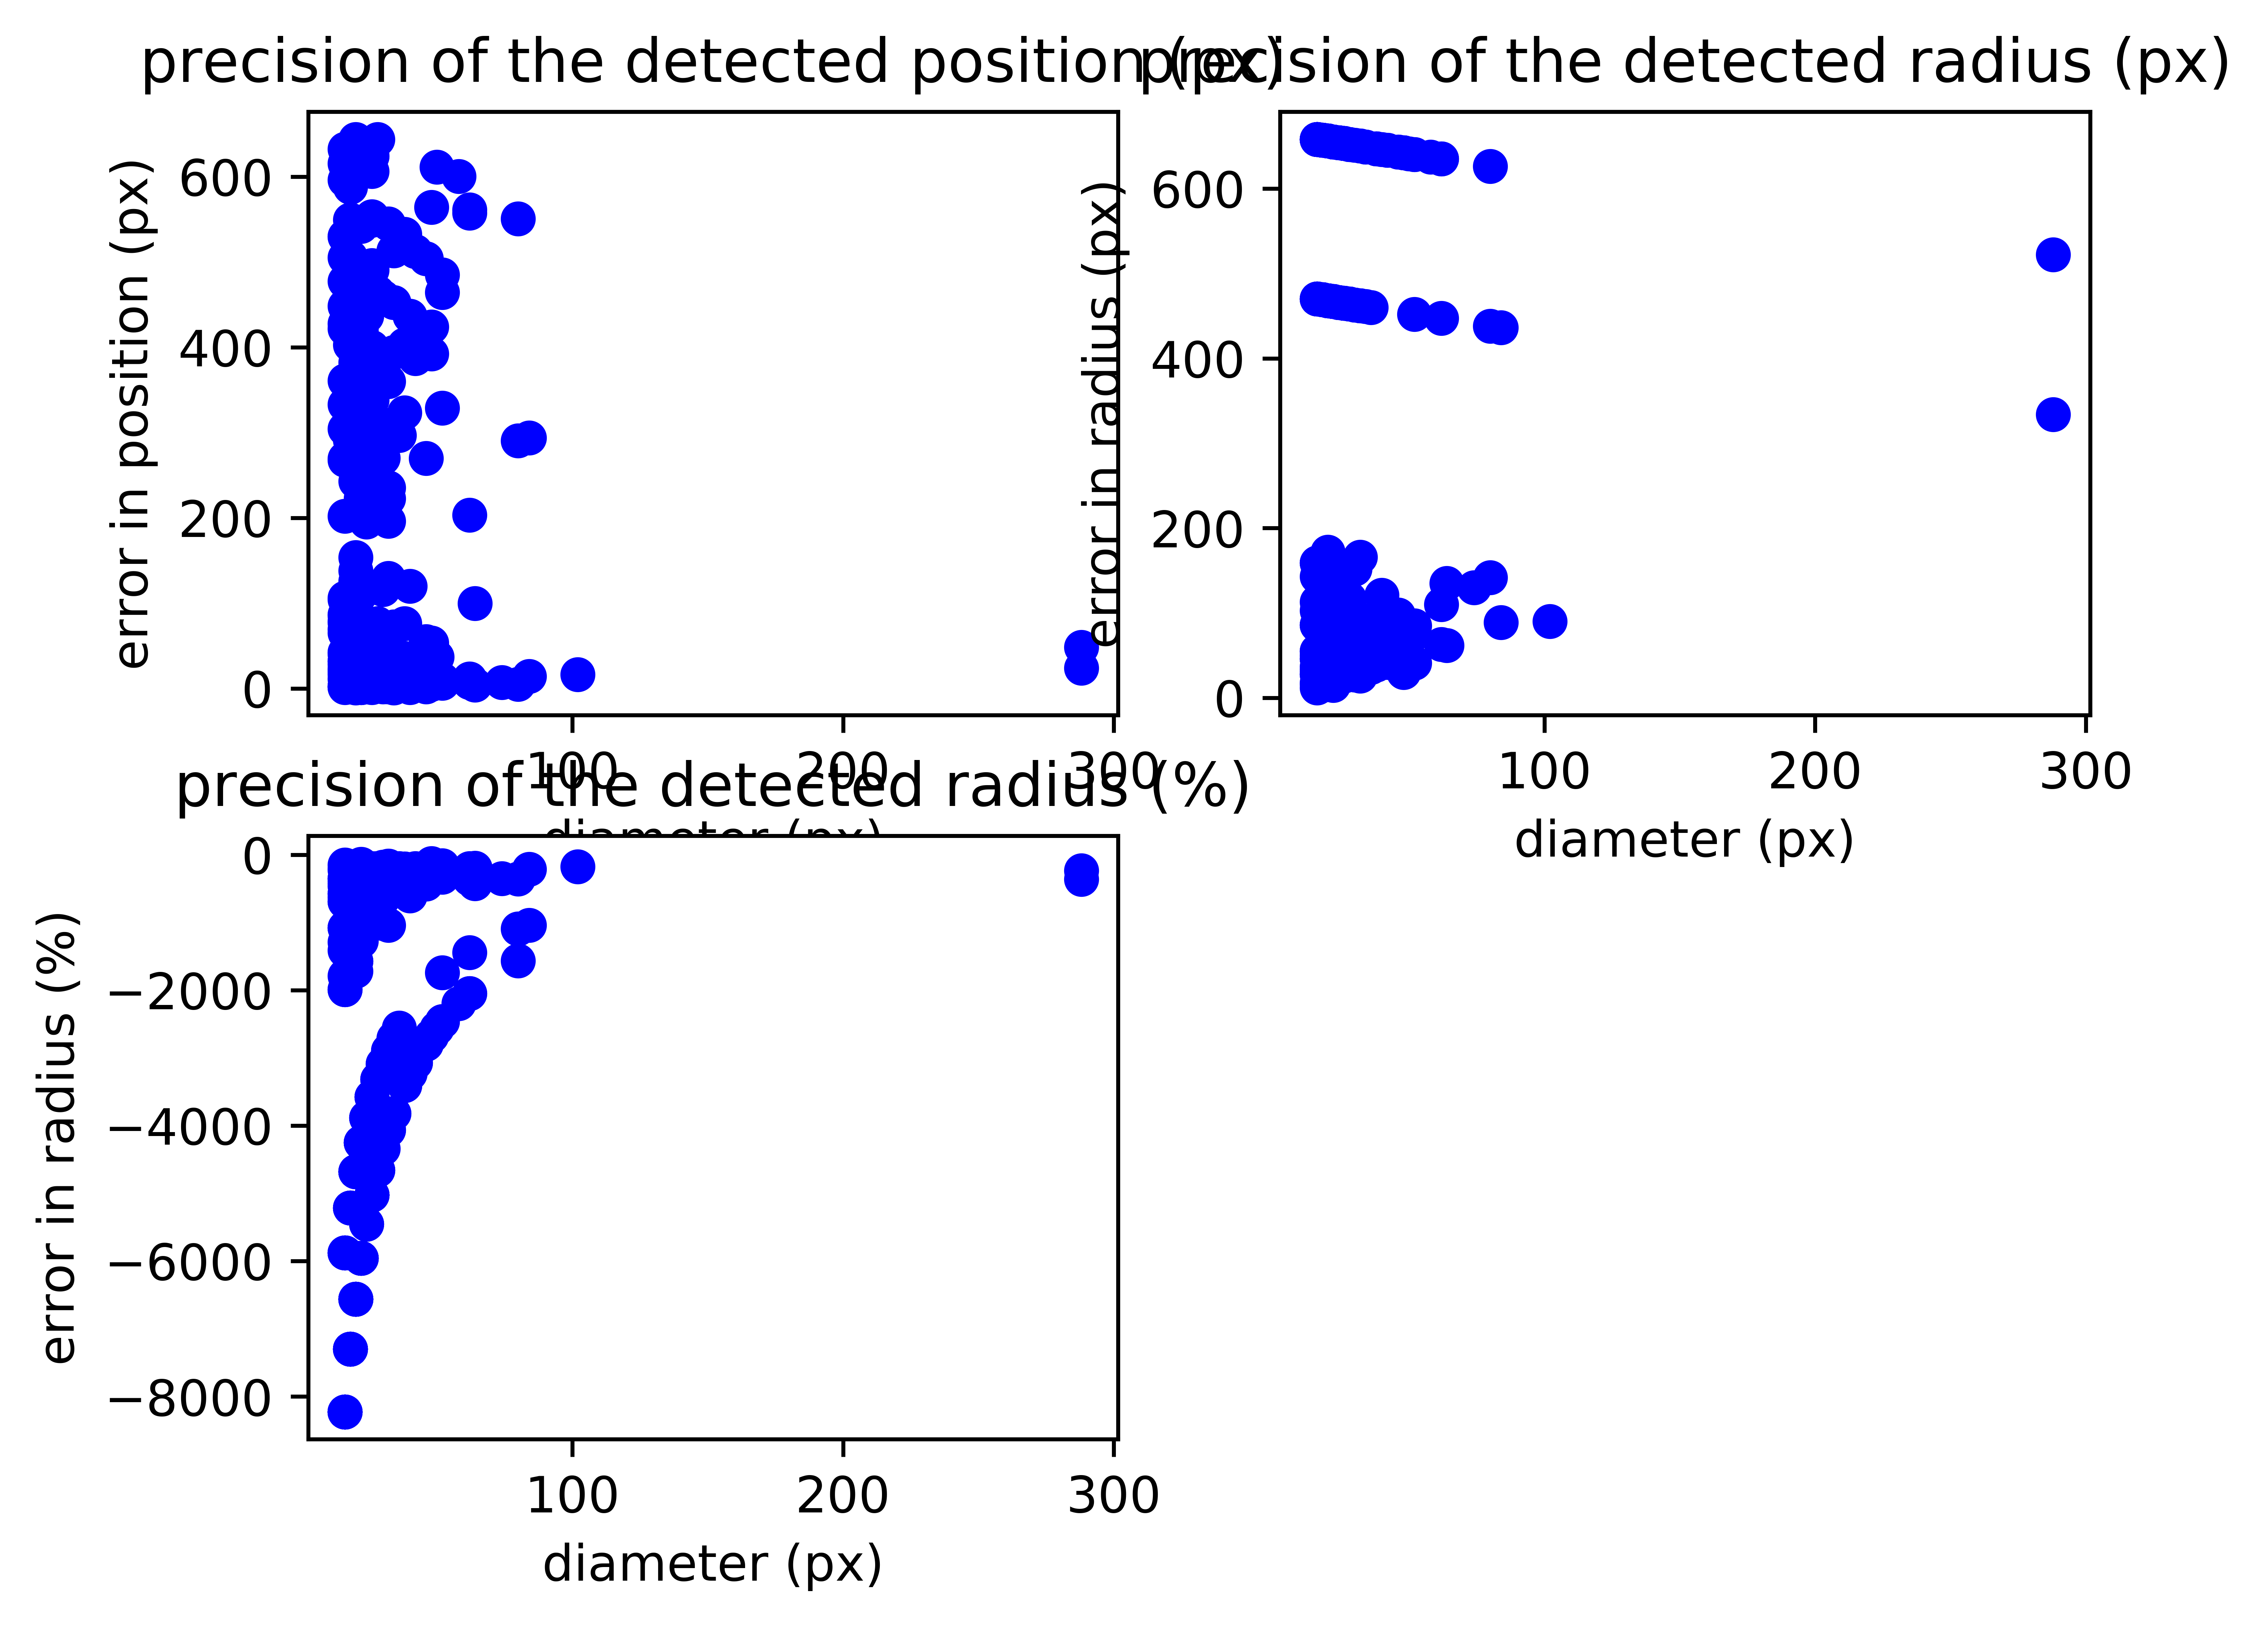 precision of the detected position (px)
precision of the detected radius (px)
error in position (px)
600
400
200
0
100
200
300
diameter (px)
error in radius (px)
600
400
200
0
100
200
300
diameter (px)
precision of the detected radius (%)
error in radius (%)
0
−2000
−4000
−6000
−8000
100
200
300
diameter (px)